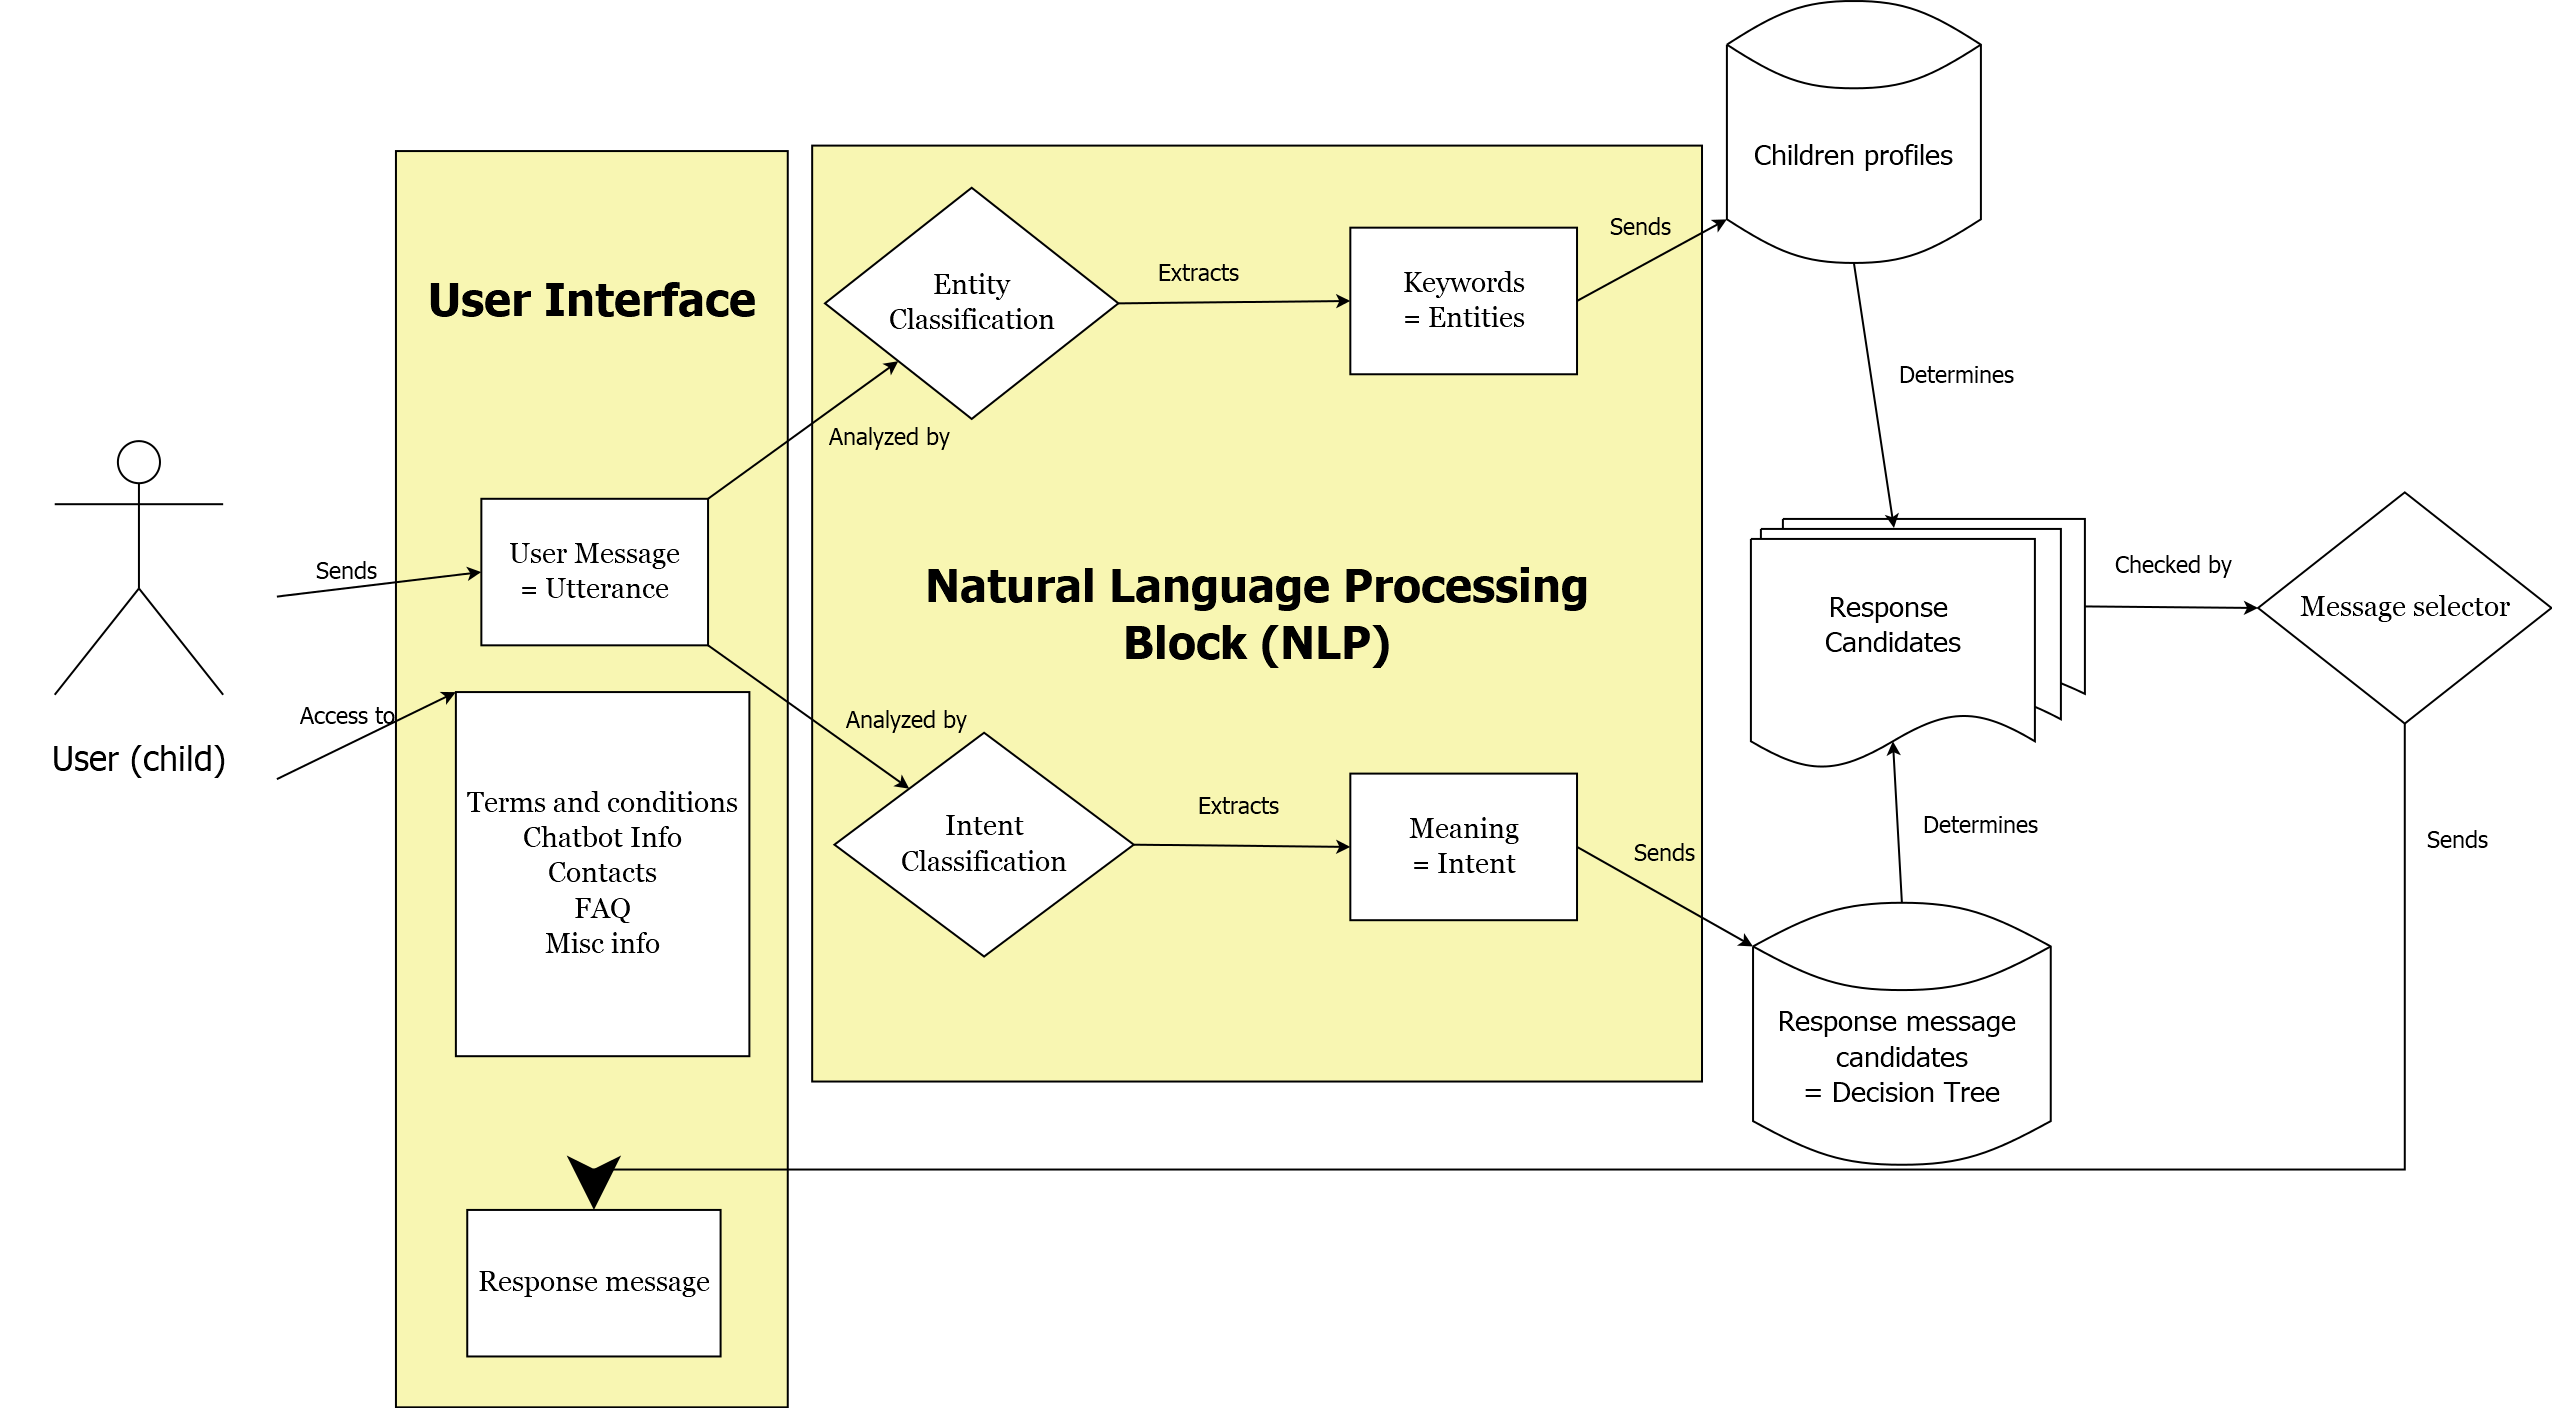 User (child)
Sends
Access to
User Interface
User Message
= Utterance
Terms and conditions
Chatbot Info
Contacts
FAQ
Misc info
Response message
Analyzed by
Analyzed by
Entity
Classification
Extracts
Keywords
= Entities
Sends
Natural Language Processing
Block (NLP)
Intent
Classification
Extracts
Meaning
= Intent
Sends
Children profiles
Determines
Response
Candidates
Determines
Response message
candidates
= Decision Tree
Checked by
Message selector
Sends